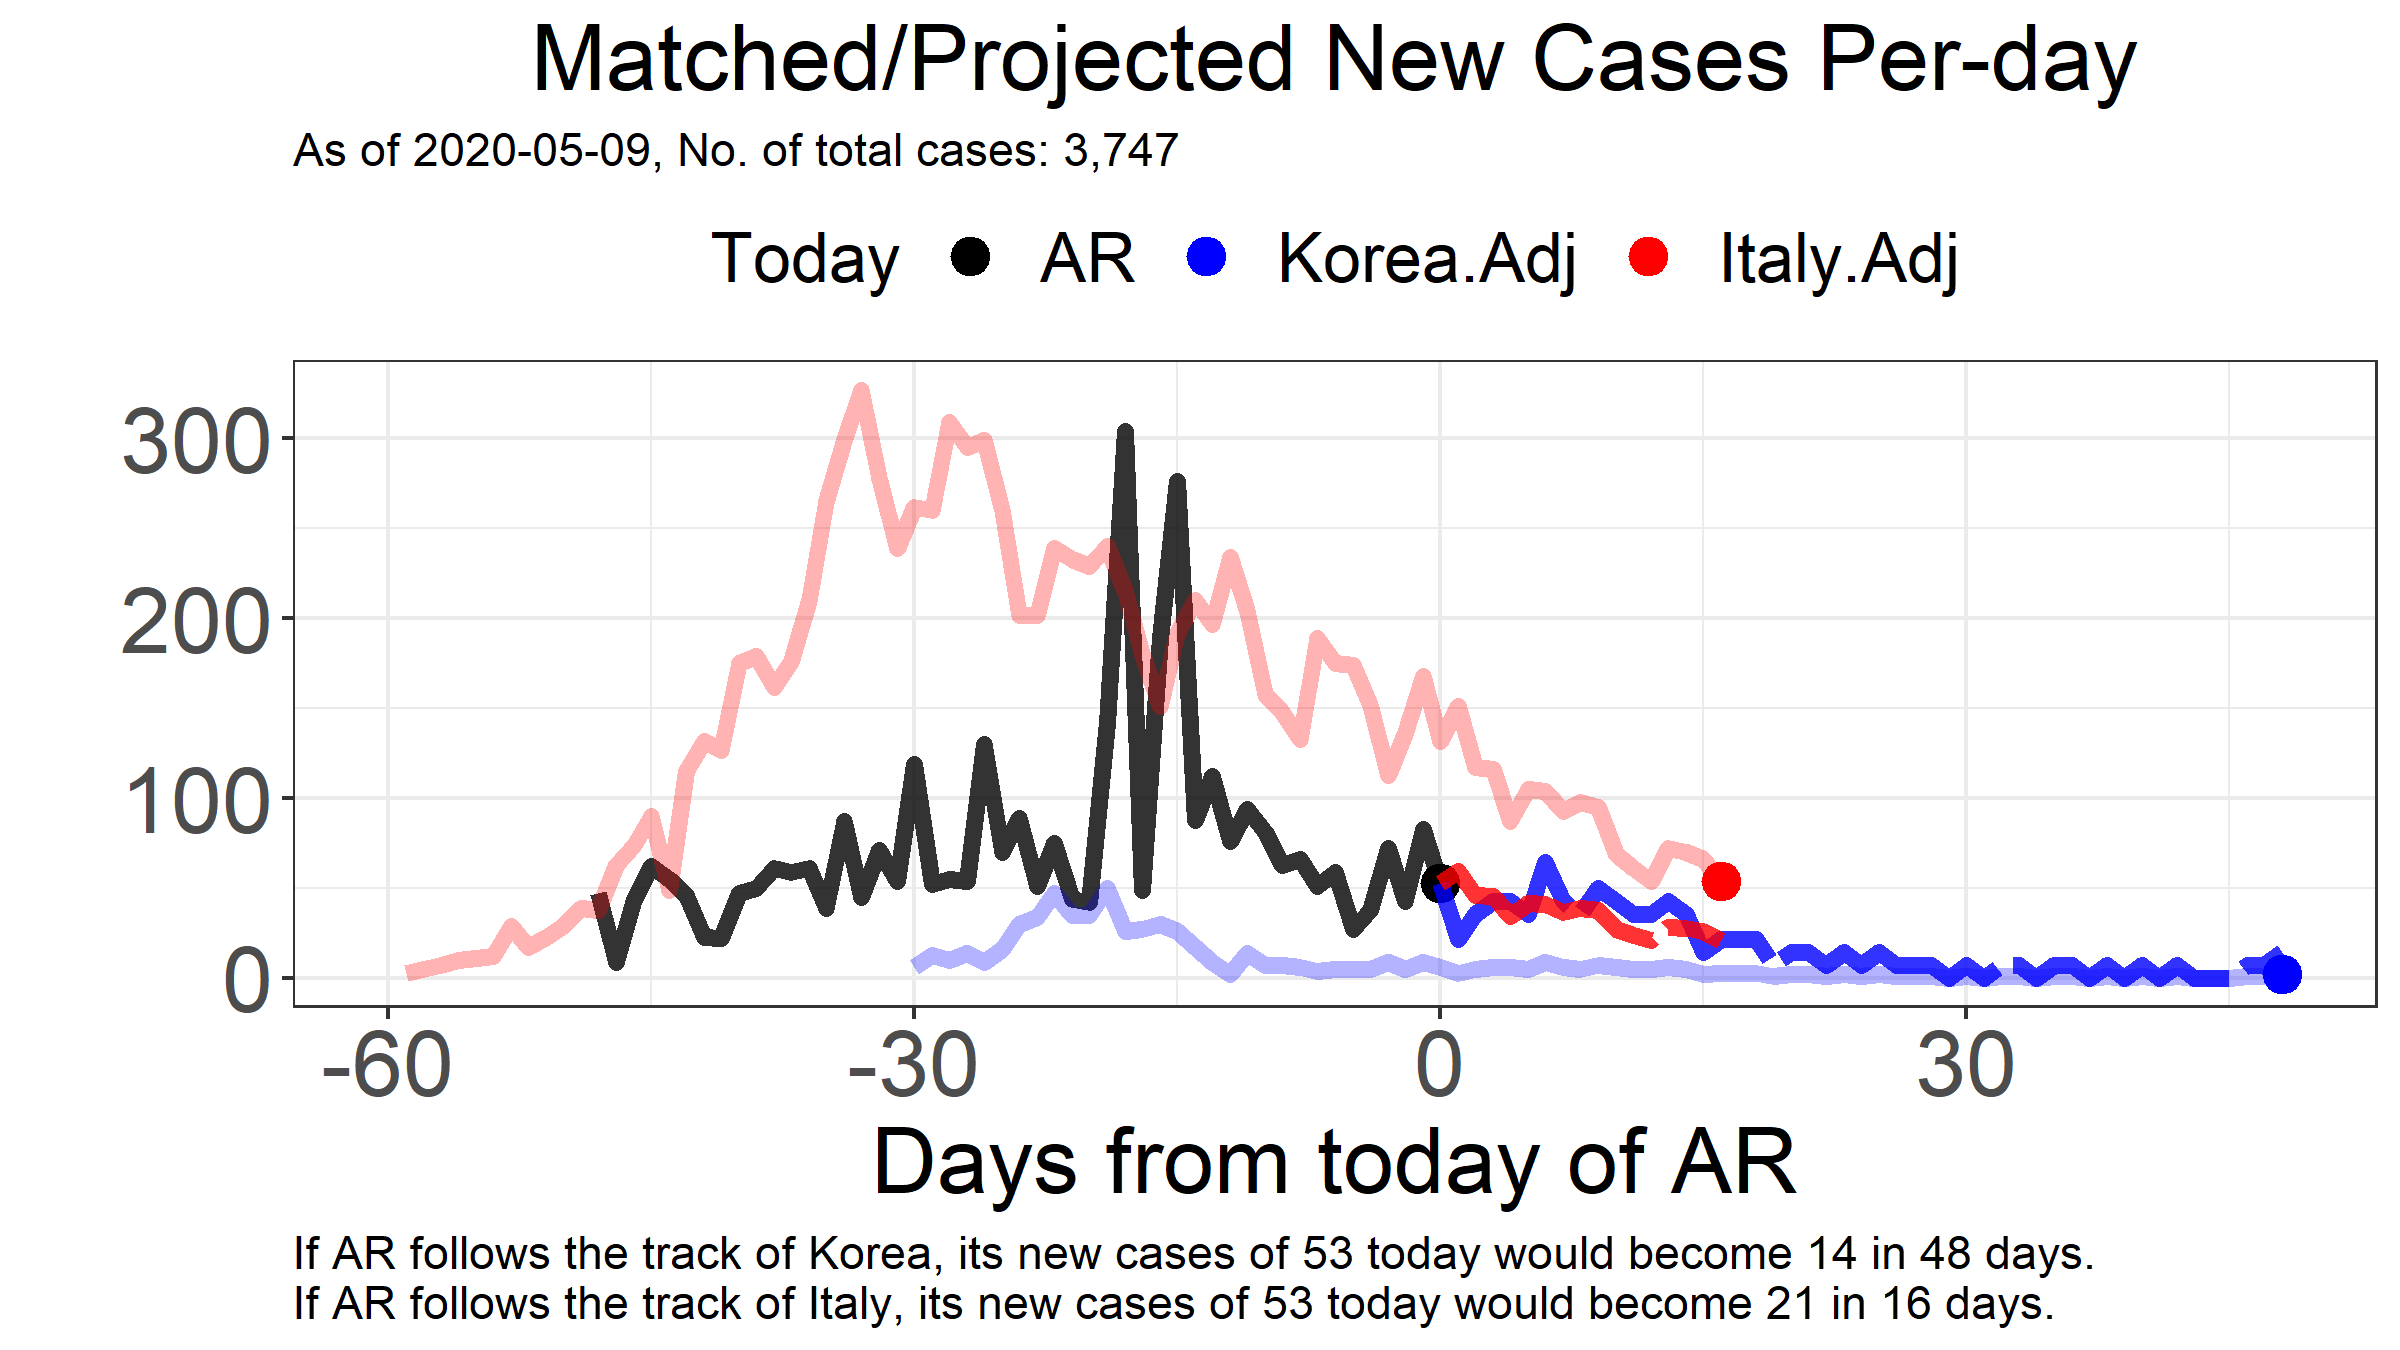 Matched/Projected New Cases Per-day
As of 2020-05-09, No. of total cases: 3,747
Today AR Korea.Adj Italy.Adj
300
200
100
0
-60 -30 0 30
Days from today of AR
If AR follows the track of Korea, its new cases of 53 today would become 14 in 48 days.
If AR follows the track of Italy, its new cases of 53 today would become 21 in 16 days.